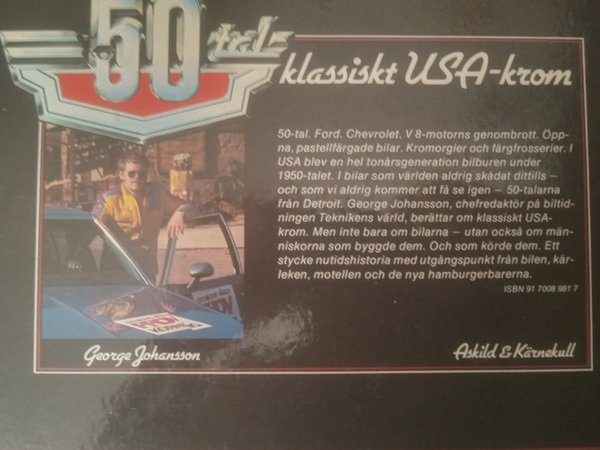 50-tal
klassiskt USA-krom
50-tal. Ford. Chevrolet. V 8-motorns genombrott. Öpp-
na, pastellfärgade bilar. Kromorgier och färgfrosserier. I
USA blev en hel tonårsgeneration bilburen under
1950-talet. I bilar som världen aldrig skådat dittills –
och som vi aldrig kommer att få se igen – 50-talarna
från Detroit. George Johansson, chefredaktör på biltid-
ningen Teknikens värld, berättar om klassiskt USA-
krom. Men inte bara om bilarna – utan också om män-
niskorna som byggde dem. Och som körde dem. Ett
stycke nutidshistoria med utgångspunkt från bilen, kär-
leken, motellen och de nya hamburgerbarerna.
ISBN 91 7008 981 7
George Johansson
Askild & Kärnekull